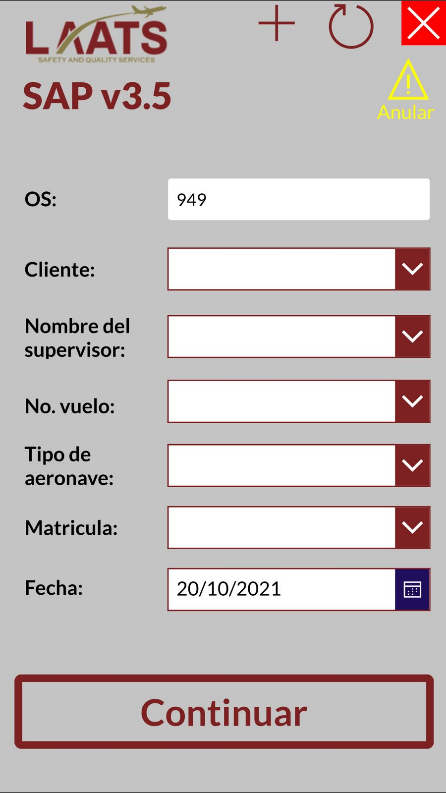 LAATS
SAFETY AND QUALITY SERVICES
SAP v3.5
Anular
OS:
949
Cliente:
Nombre del
supervisor:
No. vuelo:
Tipo de
aeronave:
Matricula:
Fecha:
20/10/2021
Continuar